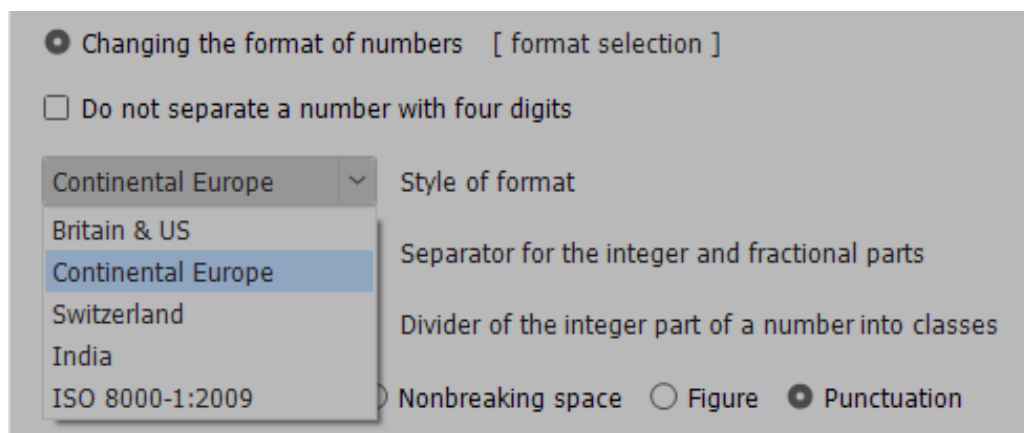 Changing the format of numbers [ format selection ]
Do not separate a number with four digits
Continental Europe Style of format
Britain & US
Continental Europe Separator for the integer and fractional parts
Switzerland
Divider of the integer part of a number into classes
India
ISO 8000-1:2009 Nonbreaking space Figure Punctuation